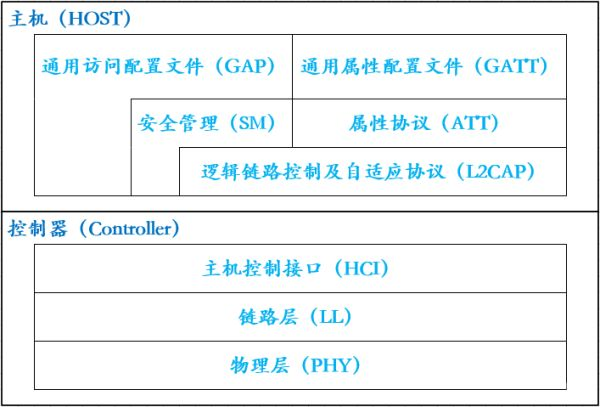 主机（HOST）
通用访问配置文件（GAP）
通用属性配置文件（GATT）
安全管理（SM）
属性协议（ATT）
逻辑链路控制及自适应协议（L2CAP）
控制器（Controller）
主机控制接口（HCI）
链路层（LL）
物理层（PHY）